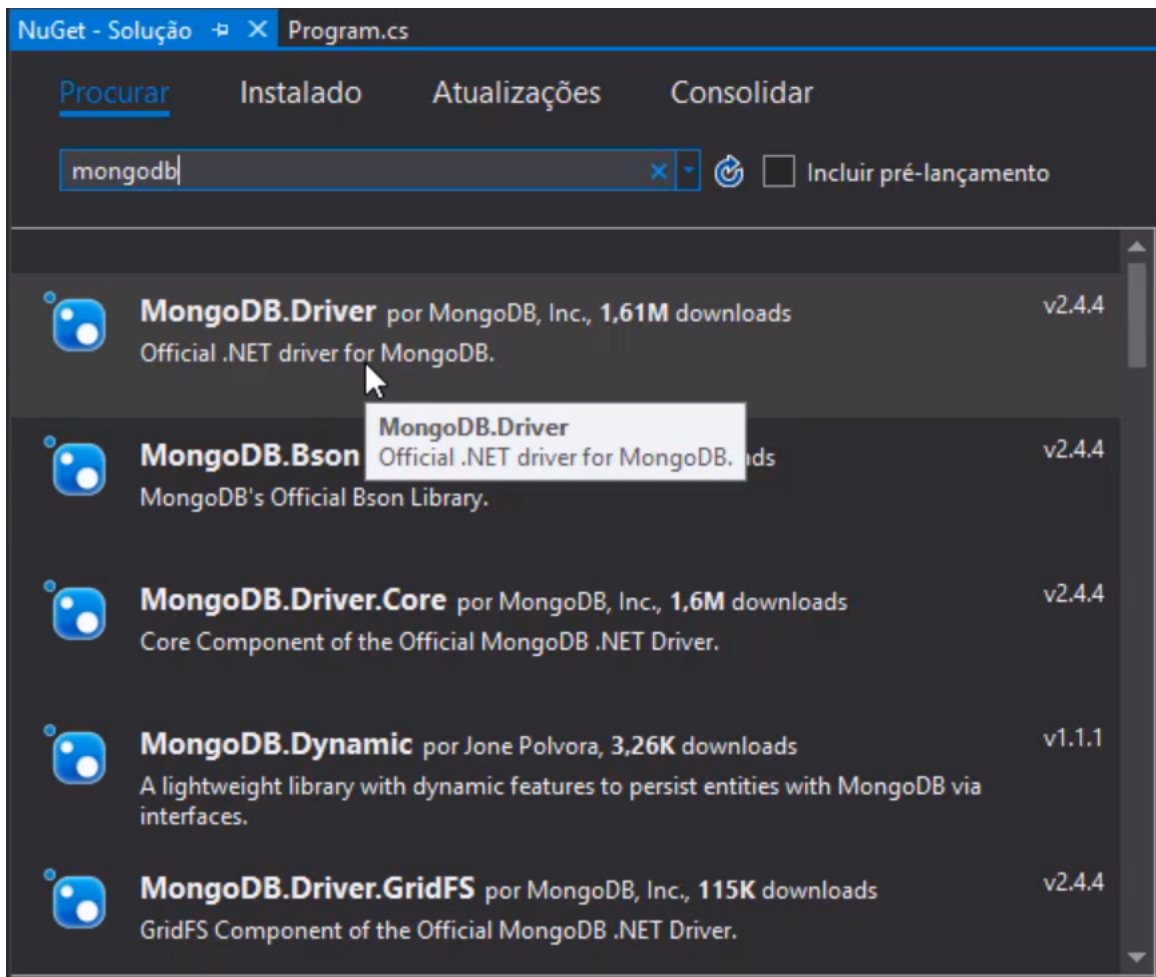 NuGet - Solução Program.cs
Procurar Instalado Atualizações Consolidar
mongodb Incluir pré-lançamento
MongoDB.Driver por MongoDB, Inc., 1,61M downloads v2.4.4
Official .NET driver for MongoDB.
MongoDB.Driver
Official .NET driver for MongoDB.
MongoDB.Bson ds v2.4.4
MongoDB's Official Bson Library.
MongoDB.Driver.Core por MongoDB, Inc., 1,6M downloads v2.4.4
Core Component of the Official MongoDB .NET Driver.
MongoDB.Dynamic por Jone Polvora, 3,26K downloads v1.1.1
A lightweight library with dynamic features to persist entities with MongoDB via
interfaces.
MongoDB.Driver.GridFS por MongoDB, Inc., 115K downloads v2.4.4
GridFS Component of the Official MongoDB .NET Driver.